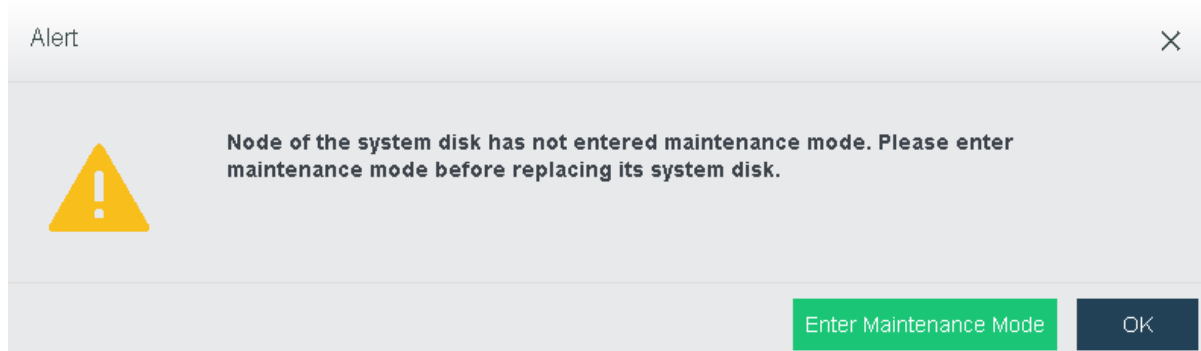 Alert
Node of the system disk has not entered maintenance mode. Please enter
maintenance mode before replacing its system disk.
Enter Maintenance Mode
OK